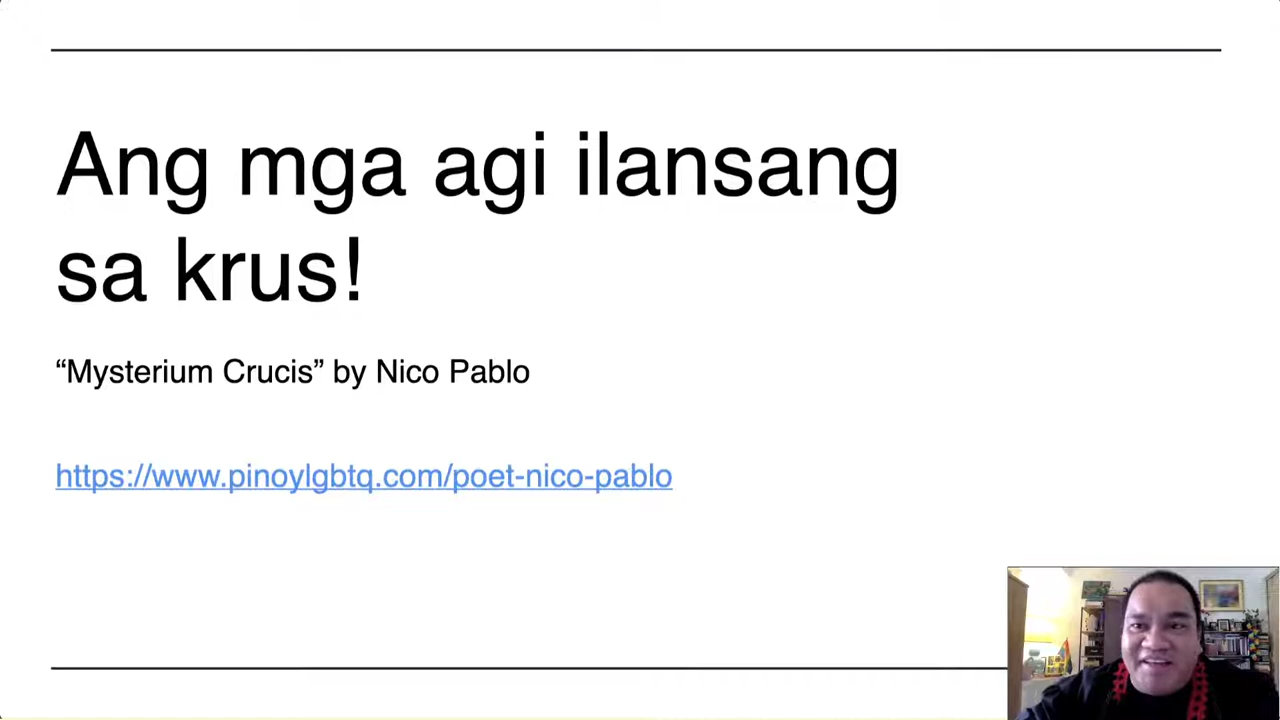 Ang mga agi ilansang
sa krus!
“Mysterium Crucis” by Nico Pablo
https://www.pinoylgbtq.com/poet-nico-pablo